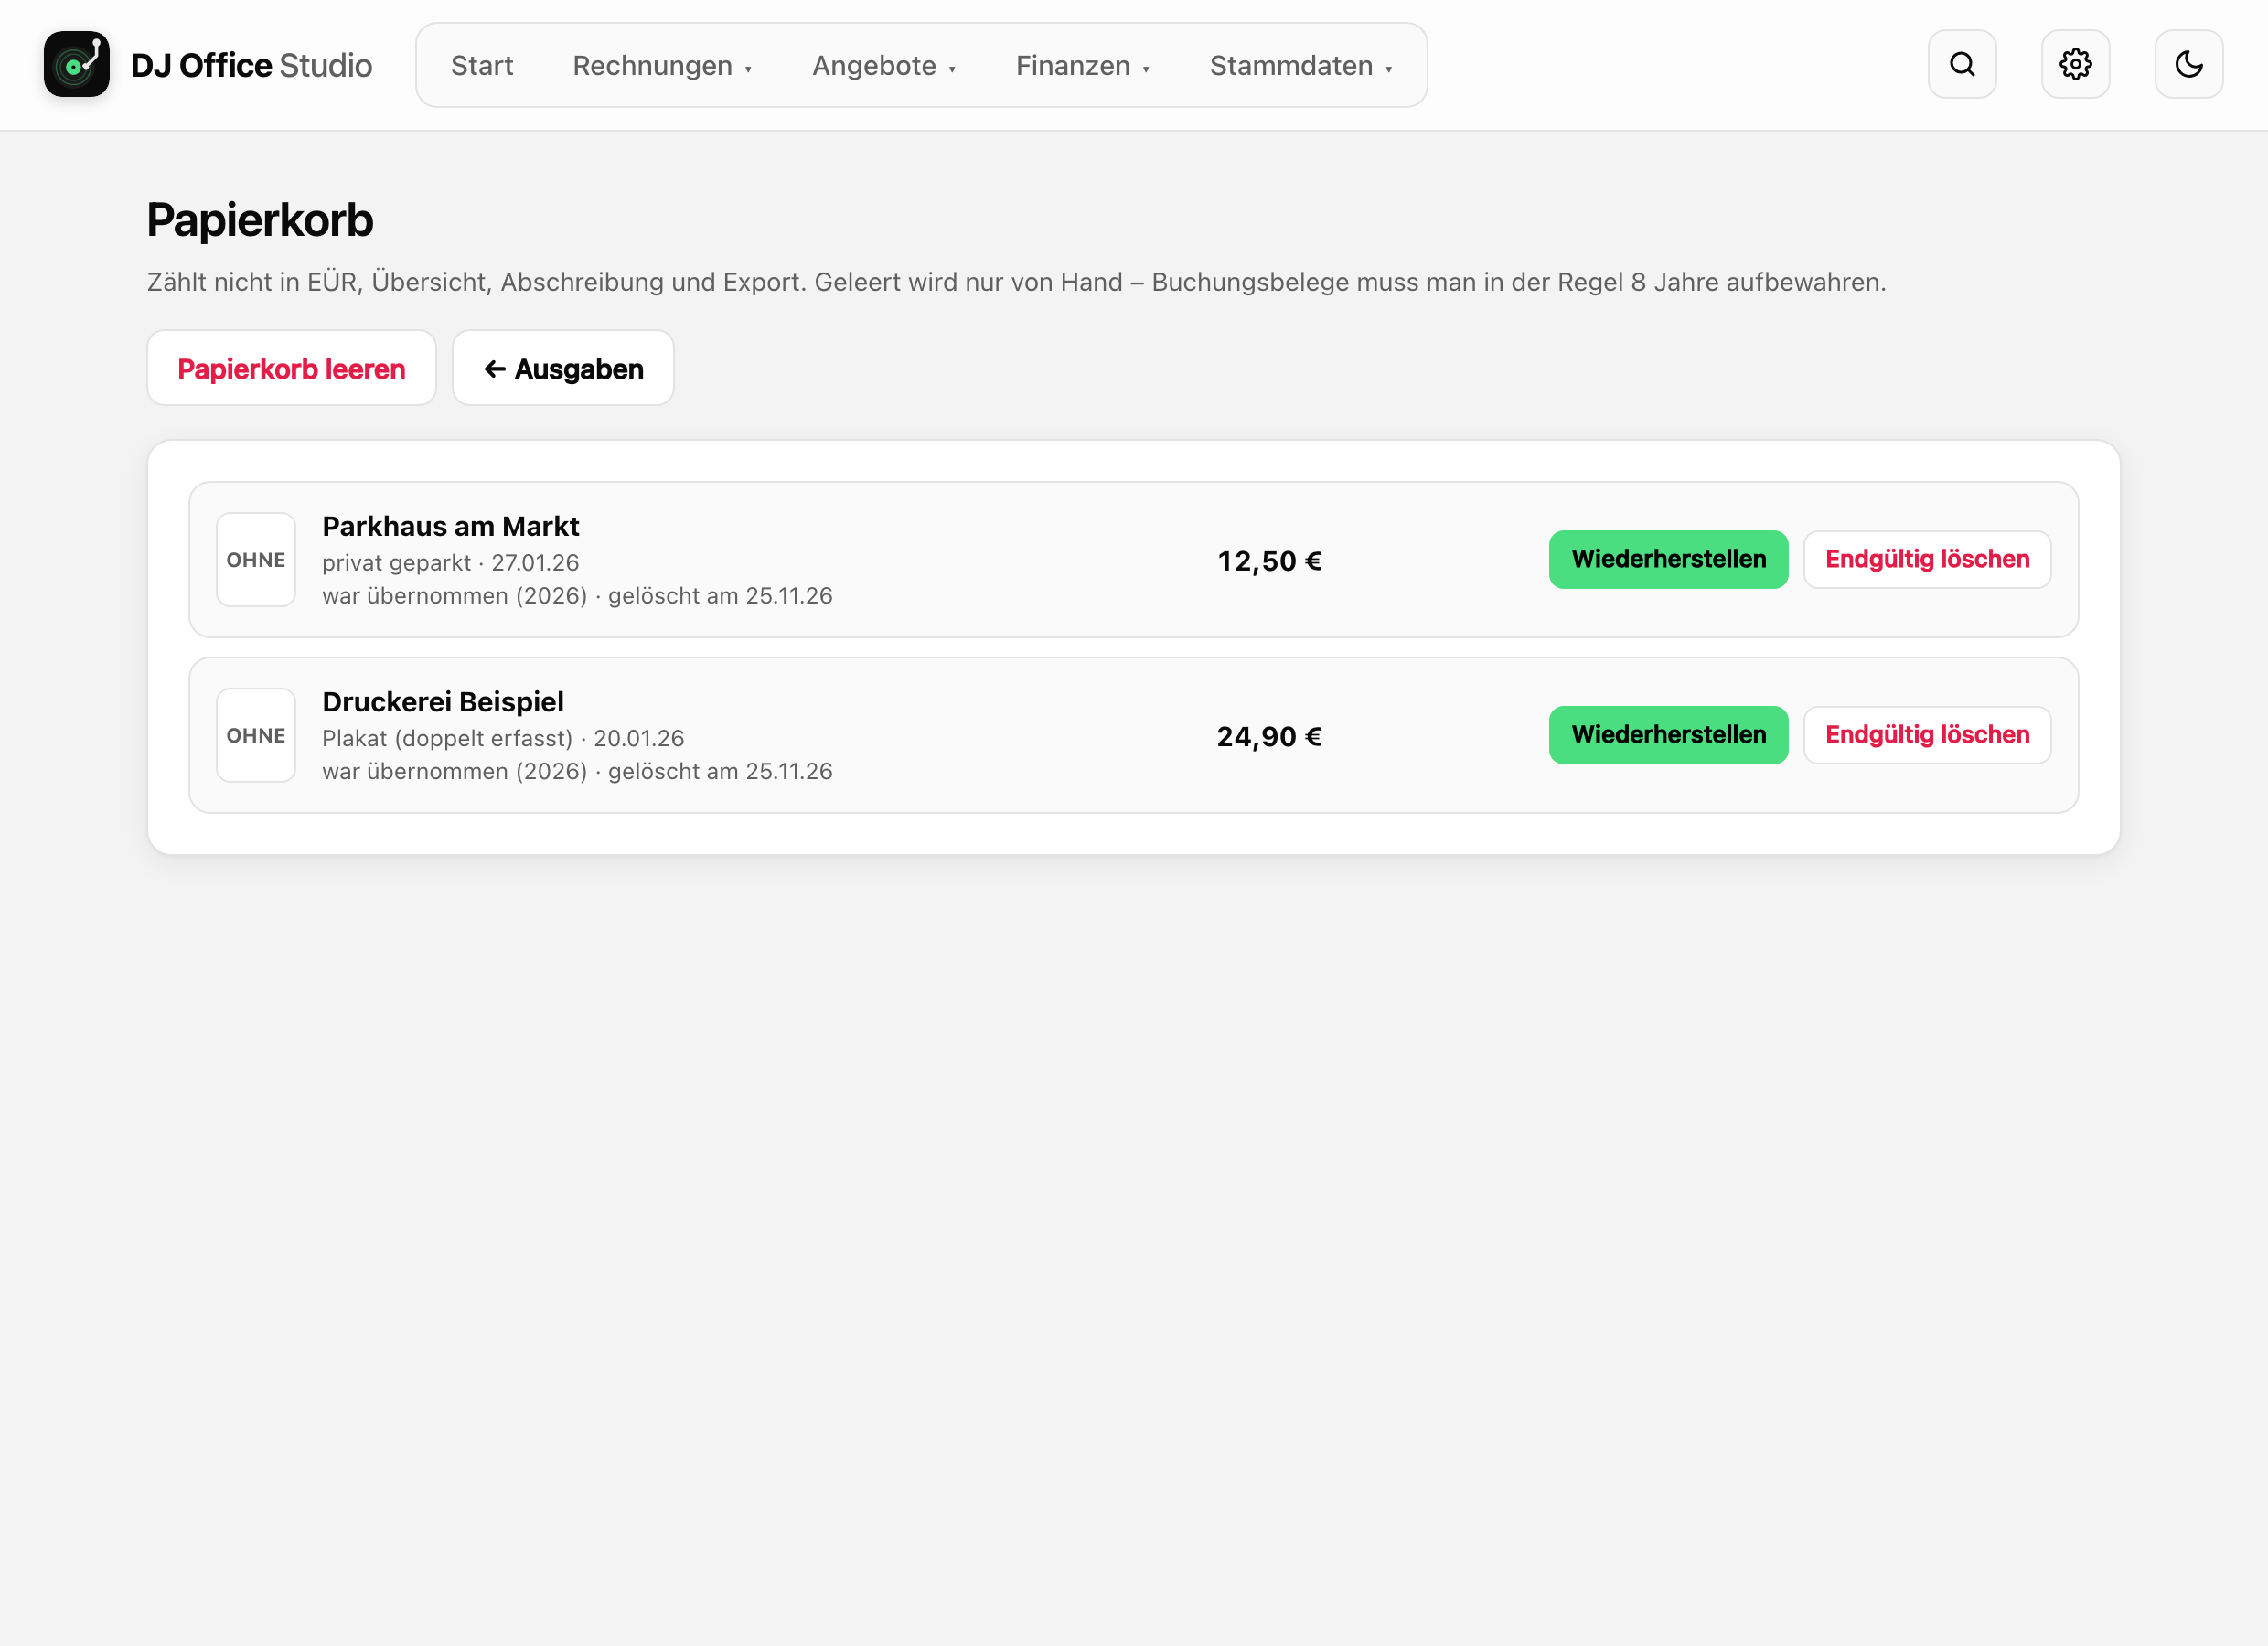 DJ Office Studio
Start
Rechnungen ▾
Angebote ▾
Finanzen ▾
Stammdaten ▾
Papierkorb
Zählt nicht in EÜR, Übersicht, Abschreibung und Export. Geleert wird nur von Hand – Buchungsbelege muss man in der Regel 8 Jahre aufbewahren.
Papierkorb leeren
← Ausgaben
OHNE
Parkhaus am Markt
privat geparkt · 27.01.26
war übernommen (2026) · gelöscht am 25.11.26
12,50 €
Wiederherstellen
Endgültig löschen
OHNE
Druckerei Beispiel
Plakat (doppelt erfasst) · 20.01.26
war übernommen (2026) · gelöscht am 25.11.26
24,90 €
Wiederherstellen
Endgültig löschen